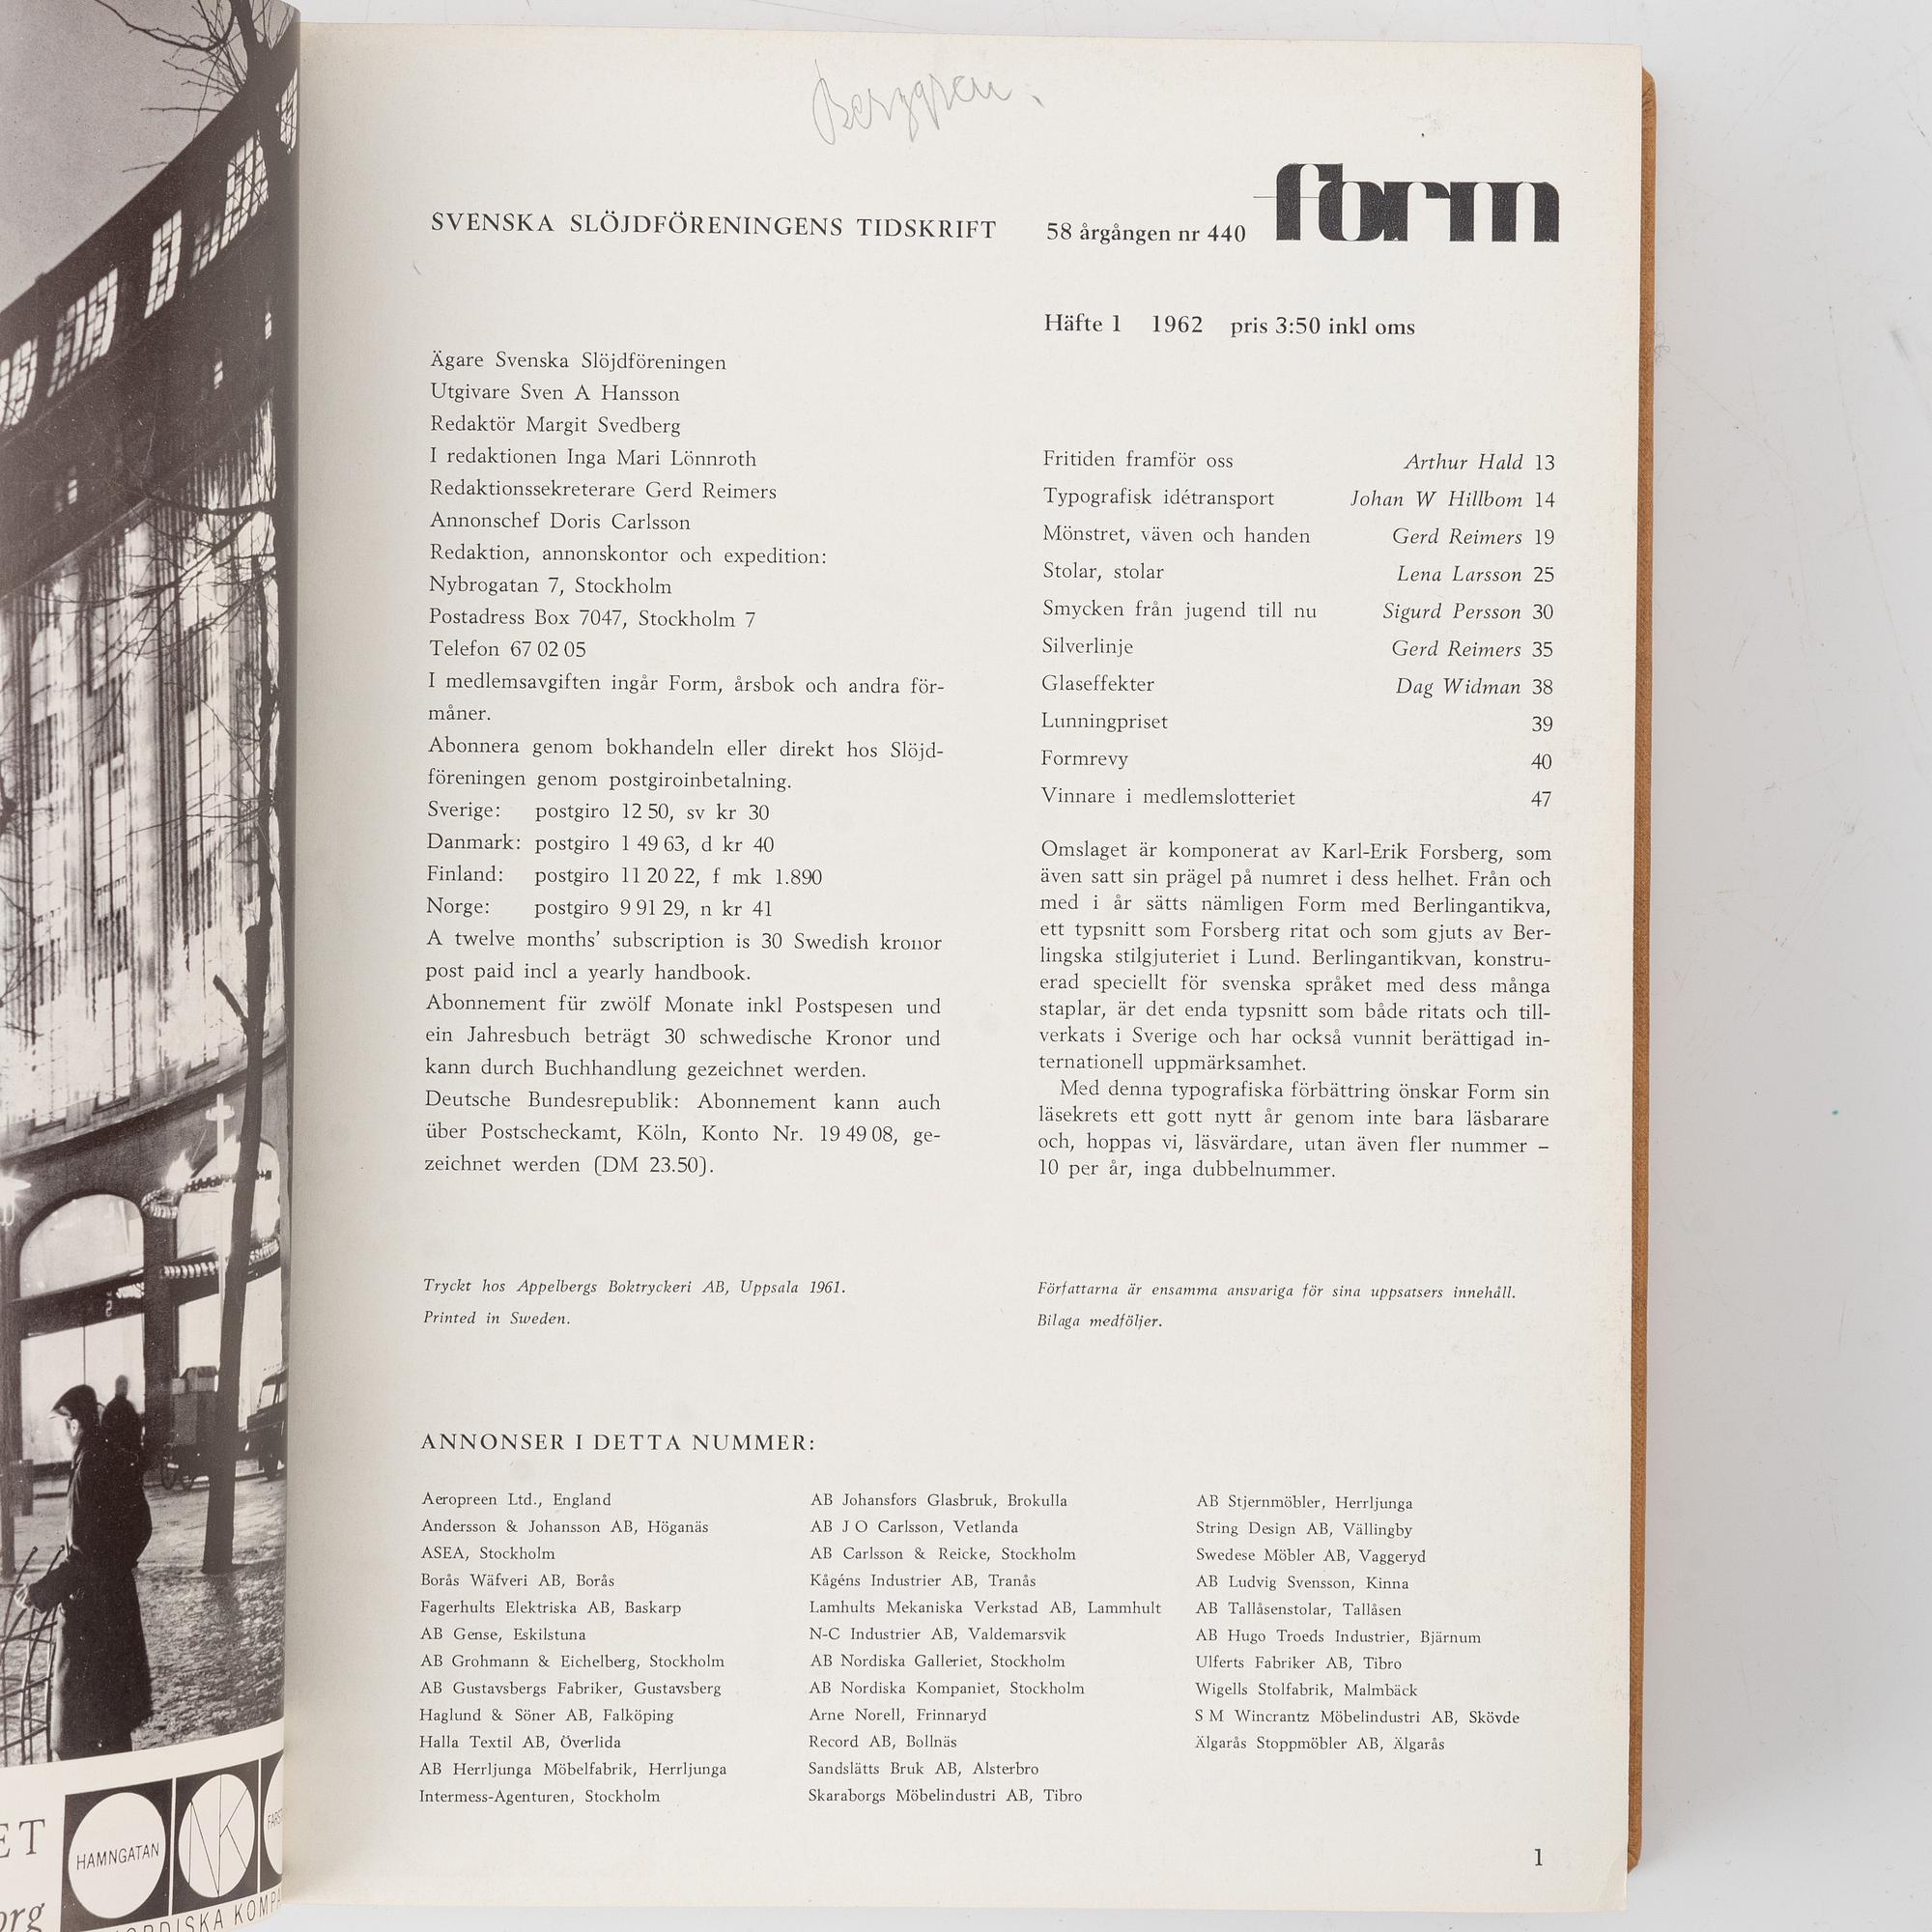 Berggren.
SVENSKA SLÖJDFÖRENINGENS TIDSKRIFT
58 årgången nr 440
form
Häfte 1 1962 pris 3:50 inkl oms
Ägare Svenska Slöjdföreningen
Utgivare Sven A Hansson
Redaktör Margit Svedberg
I redaktionen Inga Mari Lönnroth
Redaktionssekreterare Gerd Reimers
Annonschef Doris Carlsson
Redaktion, annonskontor och expedition:
Nybrogatan 7, Stockholm
Postadress Box 7047, Stockholm 7
Telefon 67 02 05
I medlemsavgiften ingår Form, årsbok och andra för-
måner.
Abonnera genom bokhandeln eller direkt hos Slöjd-
föreningen genom postgiroinbetalning.
Sverige: postgiro 12 50, sv kr 30
Danmark: postgiro 1 49 63, d kr 40
Finland: postgiro 11 20 22, f mk 1.890
Norge: postgiro 9 91 29, n kr 41
A twelve months' subscription is 30 Swedish kronor
post paid incl a yearly handbook.
Abonnement für zwölf Monate inkl Postspesen und
ein Jahresbuch beträgt 30 schwedische Kronor und
kann durch Buchhandlung gezeichnet werden.
Deutsche Bundesrepublik: Abonnement kann auch
über Postscheckamt, Köln, Konto Nr. 19 49 08, ge-
zeichnet werden (DM 23.50).
Fritiden framför oss Arthur Hald 13
Typografisk idétransport Johan W Hillbom 14
Mönstret, väven och handen Gerd Reimers 19
Stolar, stolar Lena Larsson 25
Smycken från jugend till nu Sigurd Persson 30
Silverlinje Gerd Reimers 35
Glaseffekter Dag Widman 38
Lunningpriset 39
Formrevy 40
Vinnare i medlemslotteriet 47
Omslaget är komponerat av Karl-Erik Forsberg, som
även satt sin prägel på numret i dess helhet. Från och
med i år sätts nämligen Form med Berlingantikva,
ett typsnitt som Forsberg ritat och som gjuts av Ber-
lingska stilgjuteriet i Lund. Berlingantikvan, konstru-
erad speciellt för svenska språket med dess många
staplar, är det enda typsnitt som både ritats och till-
verkats i Sverige och har också vunnit berättigad in-
ternationell uppmärksamhet.
Med denna typografiska förbättring önskar Form sin
läsekrets ett gott nytt år genom inte bara läsbarare
och, hoppas vi, läsvärdare, utan även fler nummer –
10 per år, inga dubbelnummer.
Tryckt hos Appelbergs Boktryckeri AB, Uppsala 1961.
Printed in Sweden.
Författarna är ensamma ansvariga för sina uppsatsers innehåll.
Bilaga medföljer.
ANNONSER I DETTA NUMMER:
Aeropreen Ltd., England
Andersson & Johansson AB, Höganäs
ASEA, Stockholm
Borås Wäfveri AB, Borås
Fagerhults Elektriska AB, Baskarp
AB Gense, Eskilstuna
AB Grohmann & Eichelberg, Stockholm
AB Gustavsbergs Fabriker, Gustavsberg
Haglund & Söner AB, Falköping
Halla Textil AB, Överlida
AB Herrljunga Möbelfabrik, Herrljunga
Intermess-Agenturen, Stockholm
AB Johansfors Glasbruk, Brokulla
AB J O Carlsson, Vetlanda
AB Carlsson & Reicke, Stockholm
Kågéns Industrier AB, Tranås
Lamhults Mekaniska Verkstad AB, Lammhult
N-C Industrier AB, Valdemarsvik
AB Nordiska Galleriet, Stockholm
AB Nordiska Kompaniet, Stockholm
Arne Norell, Frinnaryd
Record AB, Bollnäs
Sandslätts Bruk AB, Alsterbro
Skaraborgs Möbelindustri AB, Tibro
AB Stjernmöbler, Herrljunga
String Design AB, Vällingby
Swedese Möbler AB, Vaggeryd
AB Ludvig Svensson, Kinna
AB Tallåsenstolar, Tallåsen
AB Hugo Troeds Industrier, Bjärnum
Ulferts Fabriker AB, Tibro
Wigells Stolfabrik, Malmbäck
S M Wincrantz Möbelindustri AB, Skövde
Älgarås Stoppmöbler AB, Älgarås
1
HAMNGATAN
NK